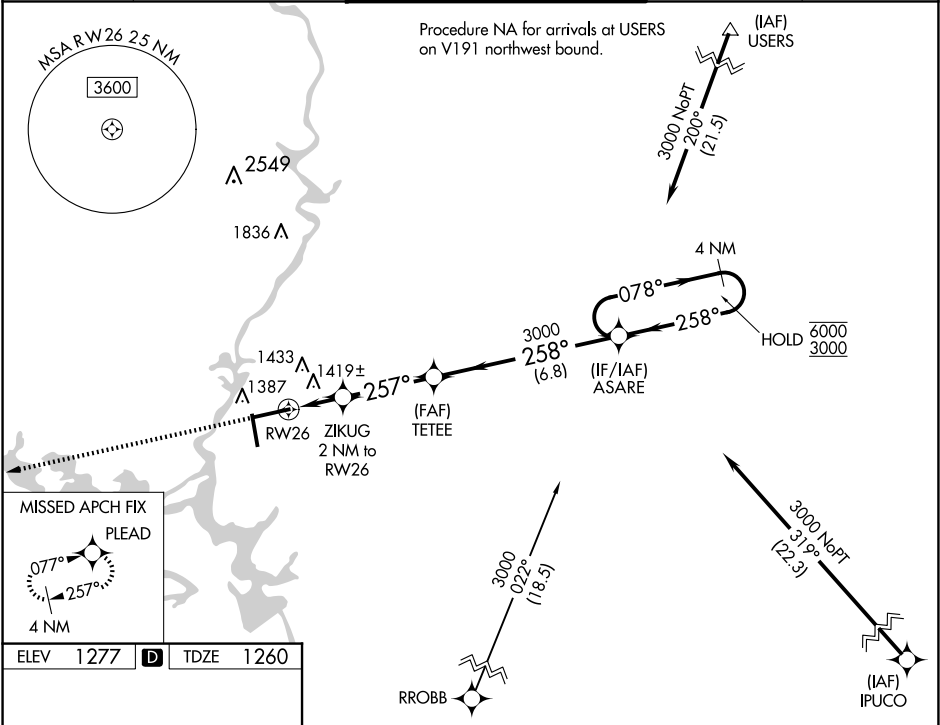 MSA RW26 25 NM
3600
Procedure NA for arrivals at USERS
on V191 northwest bound.
(IAF)
USERS
3000 NoPT
200°
(21.5)
2549
1836
4 NM
078°
258°
HOLD
6000
3000
3000
258°
(6.8)
(IF/IAF)
ASARE
1433
1419±
1387
257°
(FAF)
TETEE
RW26
ZIKUG
2 NM to
RW26
MISSED APCH FIX
PLEAD
077°
257°
4 NM
3000
022°
(18.5)
RROBB
3000 NoPT
319°
(22.3)
(IAF)
IPUCO
ELEV 1277 D TDZE 1260